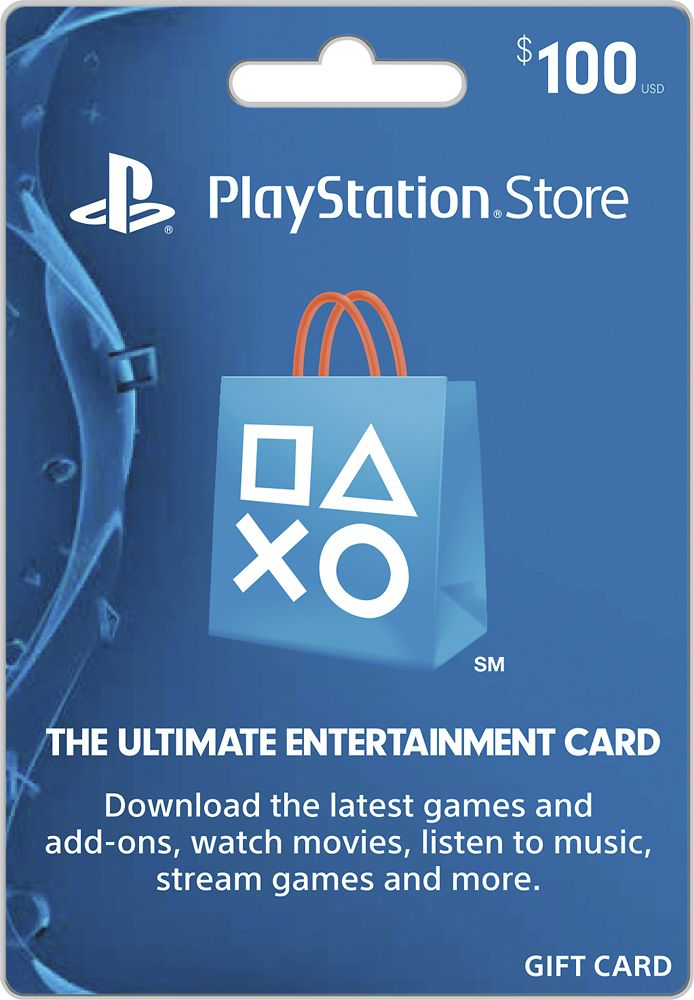 $100 USD
PlayStation®Store
SM
THE ULTIMATE ENTERTAINMENT CARD
Download the latest games and
add-ons, watch movies, listen to music,
stream games and more.
GIFT CARD